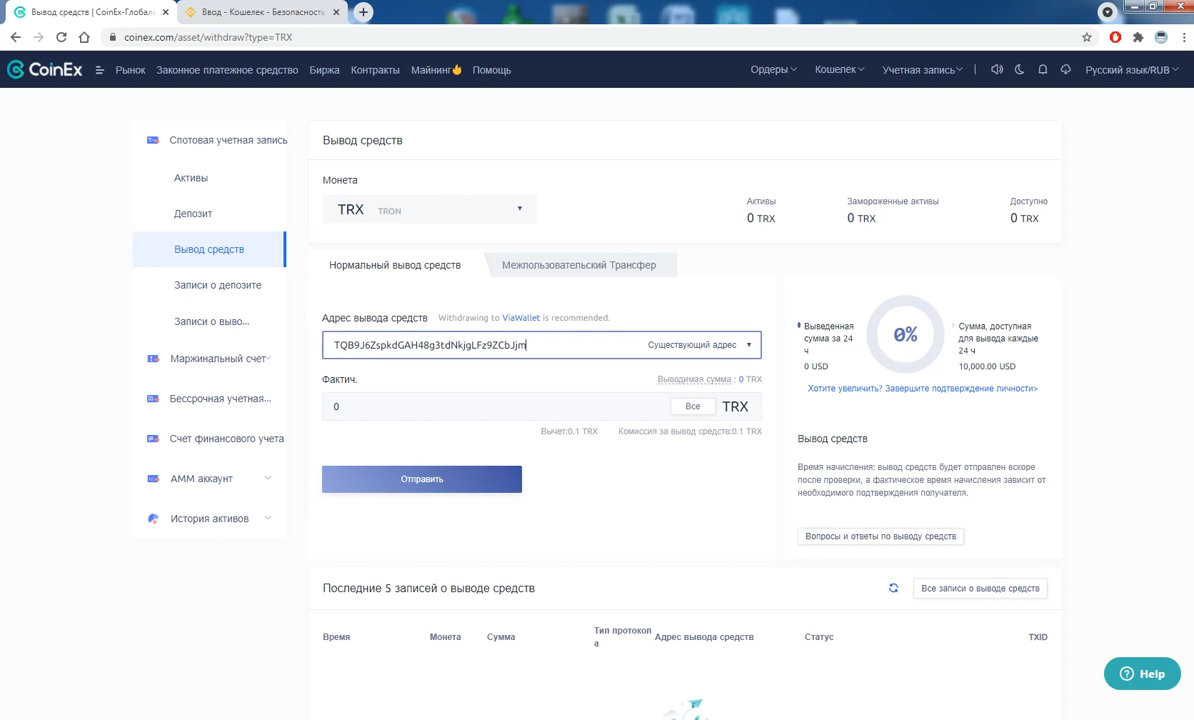 Вывод средств | CoinEx-Глобаль
Ввод - Кошелек - Безопасность
coinex.com/asset/withdraw?type=TRX
CoinEx
Рынок
Законное платежное средство
Биржа
Контракты
Майнинг
Помощь
Ордеры
Кошелек
Учетная запись
Русский язык/RUB
Спотовая учетная запись
Активы
Депозит
Вывод средств
Записи о депозите
Записи о выво...
Маржинальный счет
Бессрочная учетная...
Счет финансового учета
АММ аккаунт
История активов
Вывод средств
Монета
TRX TRON
Активы
0 TRX
Замороженные активы
0 TRX
Доступно
0 TRX
Нормальный вывод средств
Межпользовательский Трансфер
Адрес вывода средств Withdrawing to ViaWallet is recommended.
TQB9J6ZspkdGAH48g3tdNkjgLFz9ZCbJjm
Существующий адрес
Фактич.
Выводимая сумма : 0 TRX
0
Все
TRX
Вычет:0.1 TRX
Комиссия за вывод средств:0.1 TRX
Отправить
Выведенная
сумма за 24
ч
0 USD
0%
Сумма, доступная
для вывода каждые
24 ч
10,000.00 USD
Хотите увеличить? Завершите подтверждение личности>
Вывод средств
Время начисления: вывод средств будет отправлен вскоре
после проверки, а фактическое время начисления зависит от
необходимого подтверждения получателя.
Вопросы и ответы по выводу средств
Последние 5 записей о выводе средств
Все записи о выводе средств
Время
Монета
Сумма
Тип протокол
а
Адрес вывода средств
Статус
TXID
Help